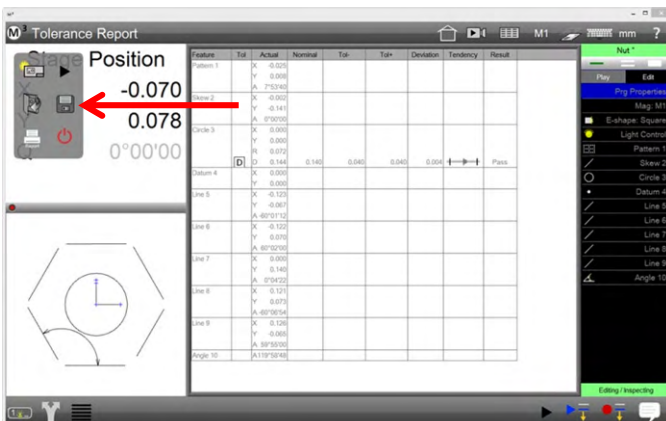 M³ Tolerance Report
M1
mm
?
Stage Position
X
-0.070
0.078
0°00'00
Feature Tol Actual Nominal Tol- Tol+ Deviation Tendency Result
Pattern 1 X -0.025
Y 0.008
A 7°53'40
Skew 2 X -0.002
Y -0.141
A 0°00'00
Circle 3 X 0.000
Y 0.000
R 0.072
D D 0.144 0.140 0.040 0.040 0.004 Pass
Datum 4 X 0.000
Y 0.000
Line 5 X -0.123
Y -0.067
A -60°01'12
Line 6 X -0.122
Y 0.070
A 60°02'00
Line 7 X 0.000
Y 0.140
A 0°04'22
Line 8 X 0.121
Y 0.073
A -60°06'54
Line 9 X 0.126
Y -0.065
A 59°55'00
Angle 10 A 119°58'48
Nut *
Play Edit
Prg Properties
Mag: M1
E-shape: Square
Light Control
Pattern 1
Skew 2
Circle 3
Datum 4
Line 5
Line 6
Line 7
Line 8
Line 9
Angle 10
Editing / Inspecting